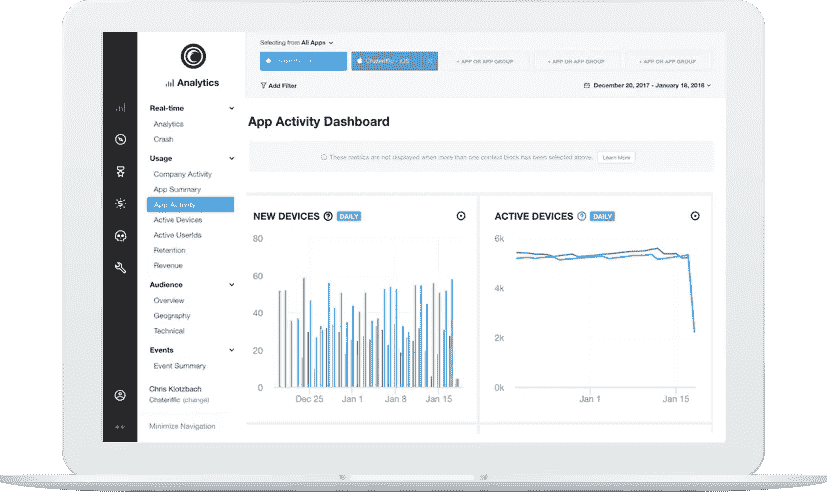 Selecting from All Apps
Chateriffic - iOS
+ APP OR APP GROUP
+ APP OR APP GROUP
+ APP OR APP GROUP
Add Filter
December 20, 2017 - January 18, 2018
Analytics
Real-time
Analytics
Crash
Usage
Company Activity
App Summary
App Activity
Active Devices
Active UserIds
Retention
Revenue
Audience
Overview
Geography
Technical
Events
Event Summary
Chris Klotzbach
Chateriffic (change)
Minimize Navigation
App Activity Dashboard
These metrics are not displayed when more than one context block has been selected above.
Learn More
NEW DEVICES
DAILY
80
60
40
20
0
Dec 25
Jan 1
Jan 8
Jan 15
ACTIVE DEVICES
DAILY
6k
4k
2k
0k
Jan 1
Jan 15